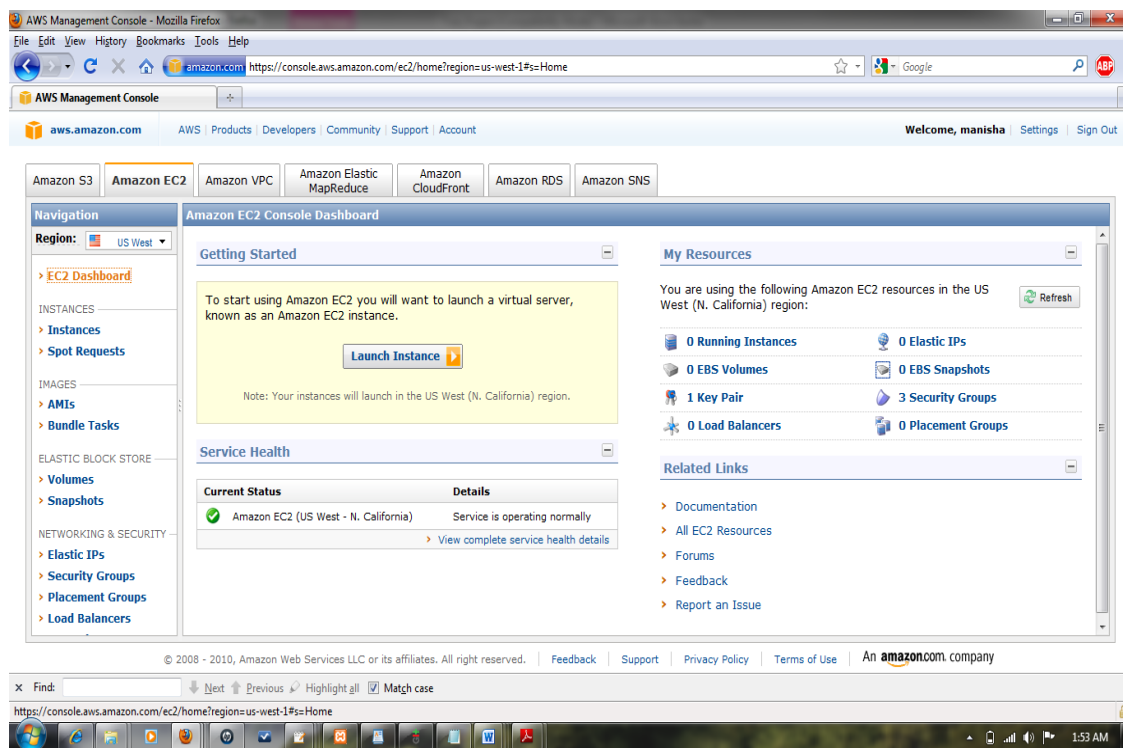 AWS Management Console - Mozilla Firefox
File Edit View History Bookmarks Tools Help
amazon.com https://console.aws.amazon.com/ec2/home?region=us-west-1#s=Home
Google
ABP
AWS Management Console
aws.amazon.com AWS | Products | Developers | Community | Support | Account Welcome, manisha | Settings | Sign Out
Amazon S3 Amazon EC2 Amazon VPC Amazon Elastic MapReduce Amazon CloudFront Amazon RDS Amazon SNS
Navigation
Region: US West
EC2 Dashboard
INSTANCES
Instances
Spot Requests
IMAGES
AMIs
Bundle Tasks
ELASTIC BLOCK STORE
Volumes
Snapshots
NETWORKING & SECURITY
Elastic IPs
Security Groups
Placement Groups
Load Balancers
Amazon EC2 Console Dashboard
Getting Started
To start using Amazon EC2 you will want to launch a virtual server,
known as an Amazon EC2 instance.
Launch Instance
Note: Your instances will launch in the US West (N. California) region.
Service Health
Current Status Details
Amazon EC2 (US West - N. California) Service is operating normally
View complete service health details
My Resources
You are using the following Amazon EC2 resources in the US
West (N. California) region:
Refresh
0 Running Instances 0 Elastic IPs
0 EBS Volumes 0 EBS Snapshots
1 Key Pair 3 Security Groups
0 Load Balancers 0 Placement Groups
Related Links
Documentation
All EC2 Resources
Forums
Feedback
Report an Issue
© 2008 - 2010, Amazon Web Services LLC or its affiliates. All right reserved. | Feedback | Support | Privacy Policy | Terms of Use An amazon.com. company
x Find: Next Previous Highlight all Match case
https://console.aws.amazon.com/ec2/home?region=us-west-1#s=Home
1:53 AM